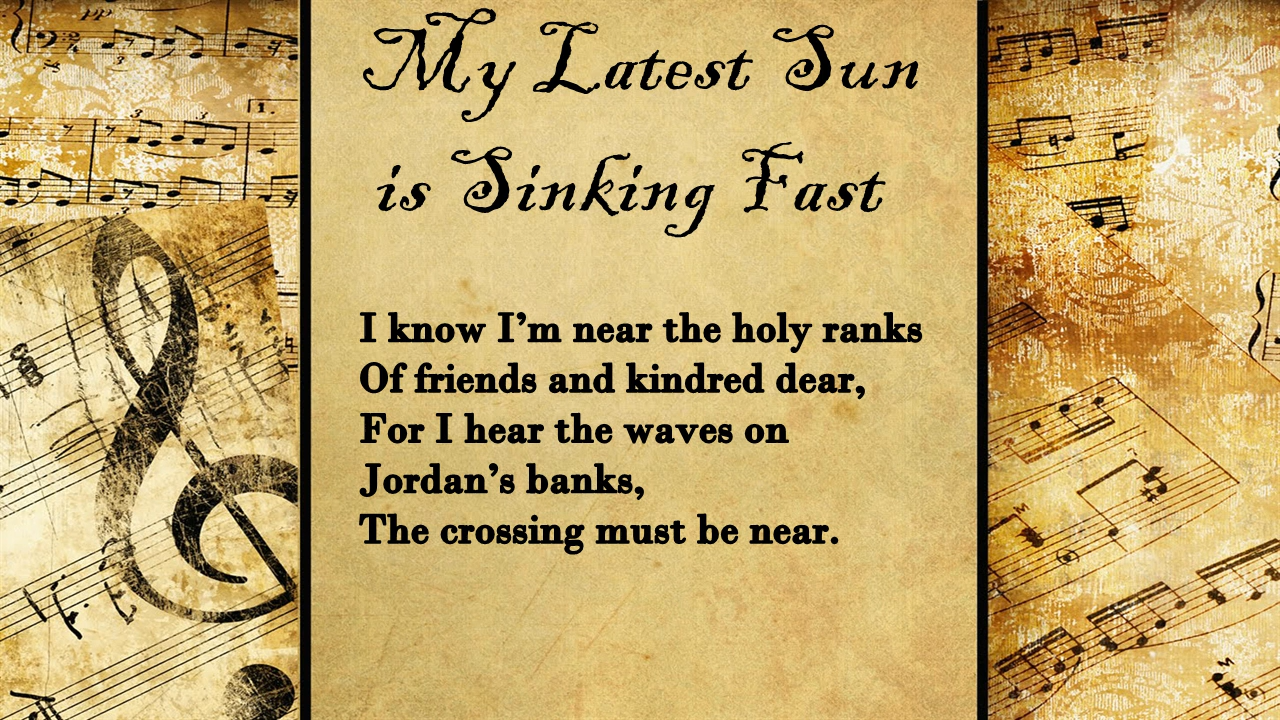 My Latest Sun
is Sinking Fast
I know I’m near the holy ranks
Of friends and kindred dear,
For I hear the waves on
Jordan’s banks,
The crossing must be near.